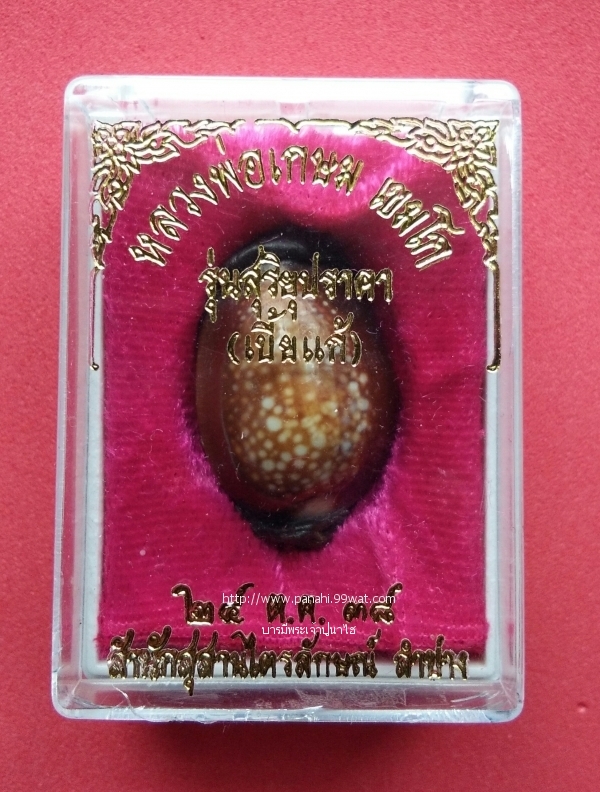 หลวงพ่อเกษม เขมโก
รุ่นสุริยุปราคา
(เบี้ยแก้)
http://www.panahi.99wat.com
๒๔ ต.ค. ๓๘
บารมีพระเจ้าปูนาไฮ
สำนักสุสานไตรลักษณ์ ลำปาง